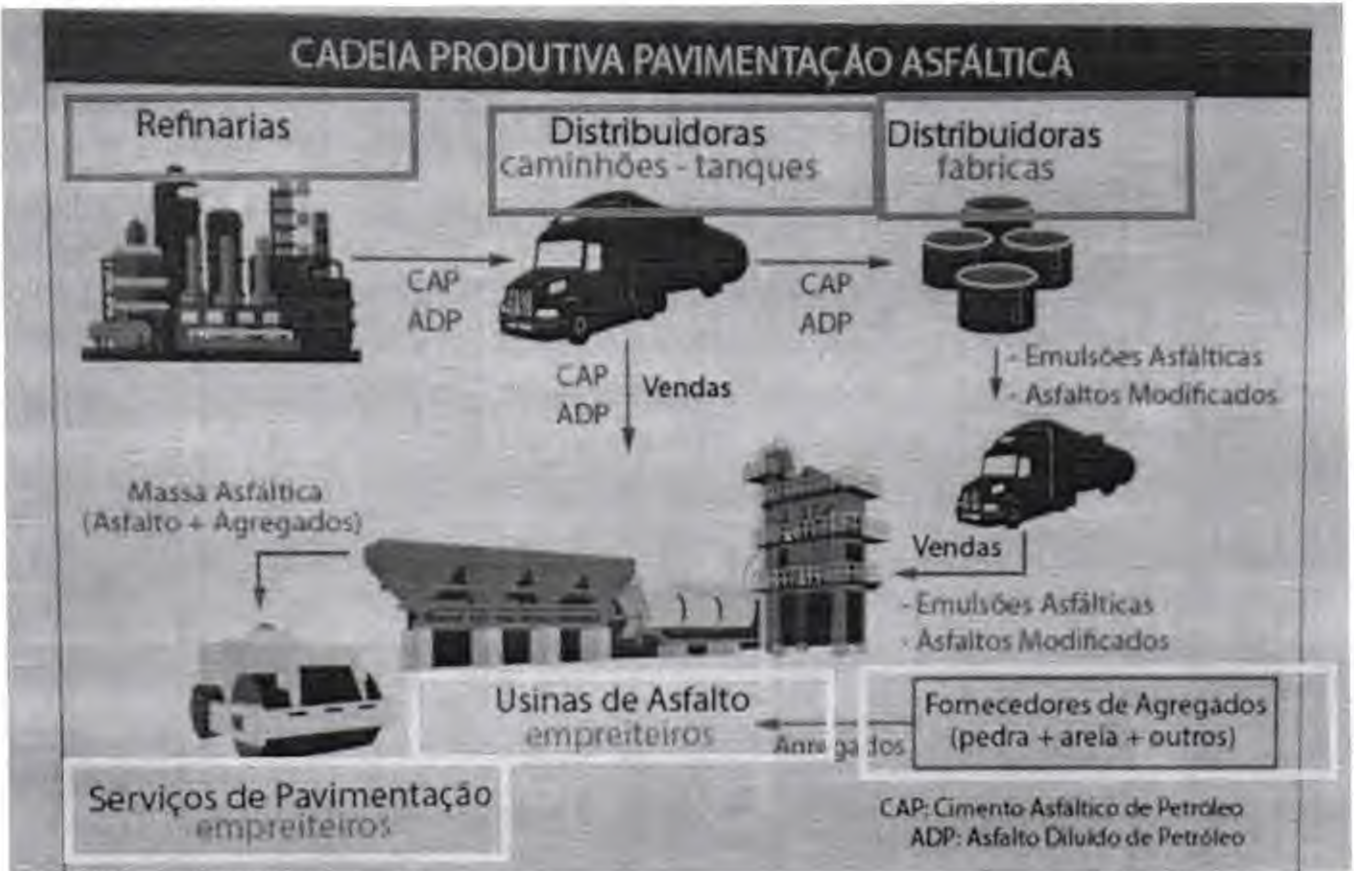 CADEIA PRODUTIVA PAVIMENTAÇÃO ASFÁLTICA
Refinarias
Distribuidoras
caminhões - tanques
Distribuidoras
fabricas
CAP
ADP
CAP
ADP
CAP
ADP
Vendas
- Emulsões Asfálticas
- Asfaltos Modificados
Massa Asfáltica
(Asfalto + Agregados)
Vendas
- Emulsões Asfálticas
- Asfaltos Modificados
Usinas de Asfalto
empreiteiros
Agregados
Fornecedores de Agregados
(pedra + areia + outros)
Serviços de Pavimentação
empreiteiros
CAP: Cimento Asfáltico de Petróleo
ADP: Asfalto Diluído de Petróleo